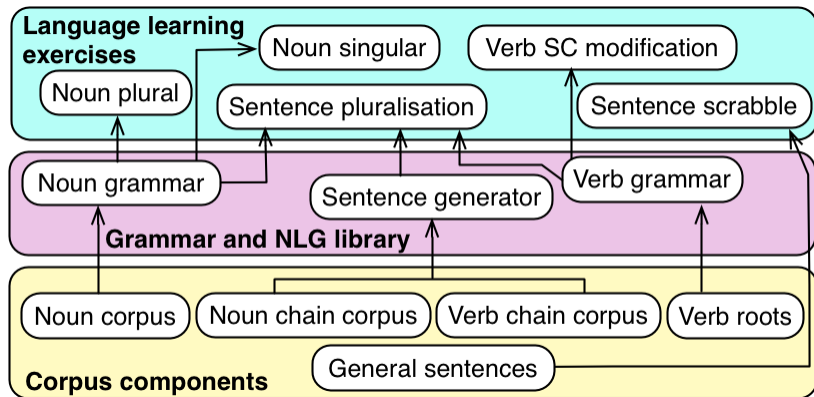 Language learning
exercises
Noun singular
Verb SC modification
Noun plural
Sentence pluralisation
Sentence scrabble
Noun grammar
Sentence generator
Verb grammar
Grammar and NLG library
Noun corpus
Noun chain corpus
Verb chain corpus
Verb roots
General sentences
Corpus components